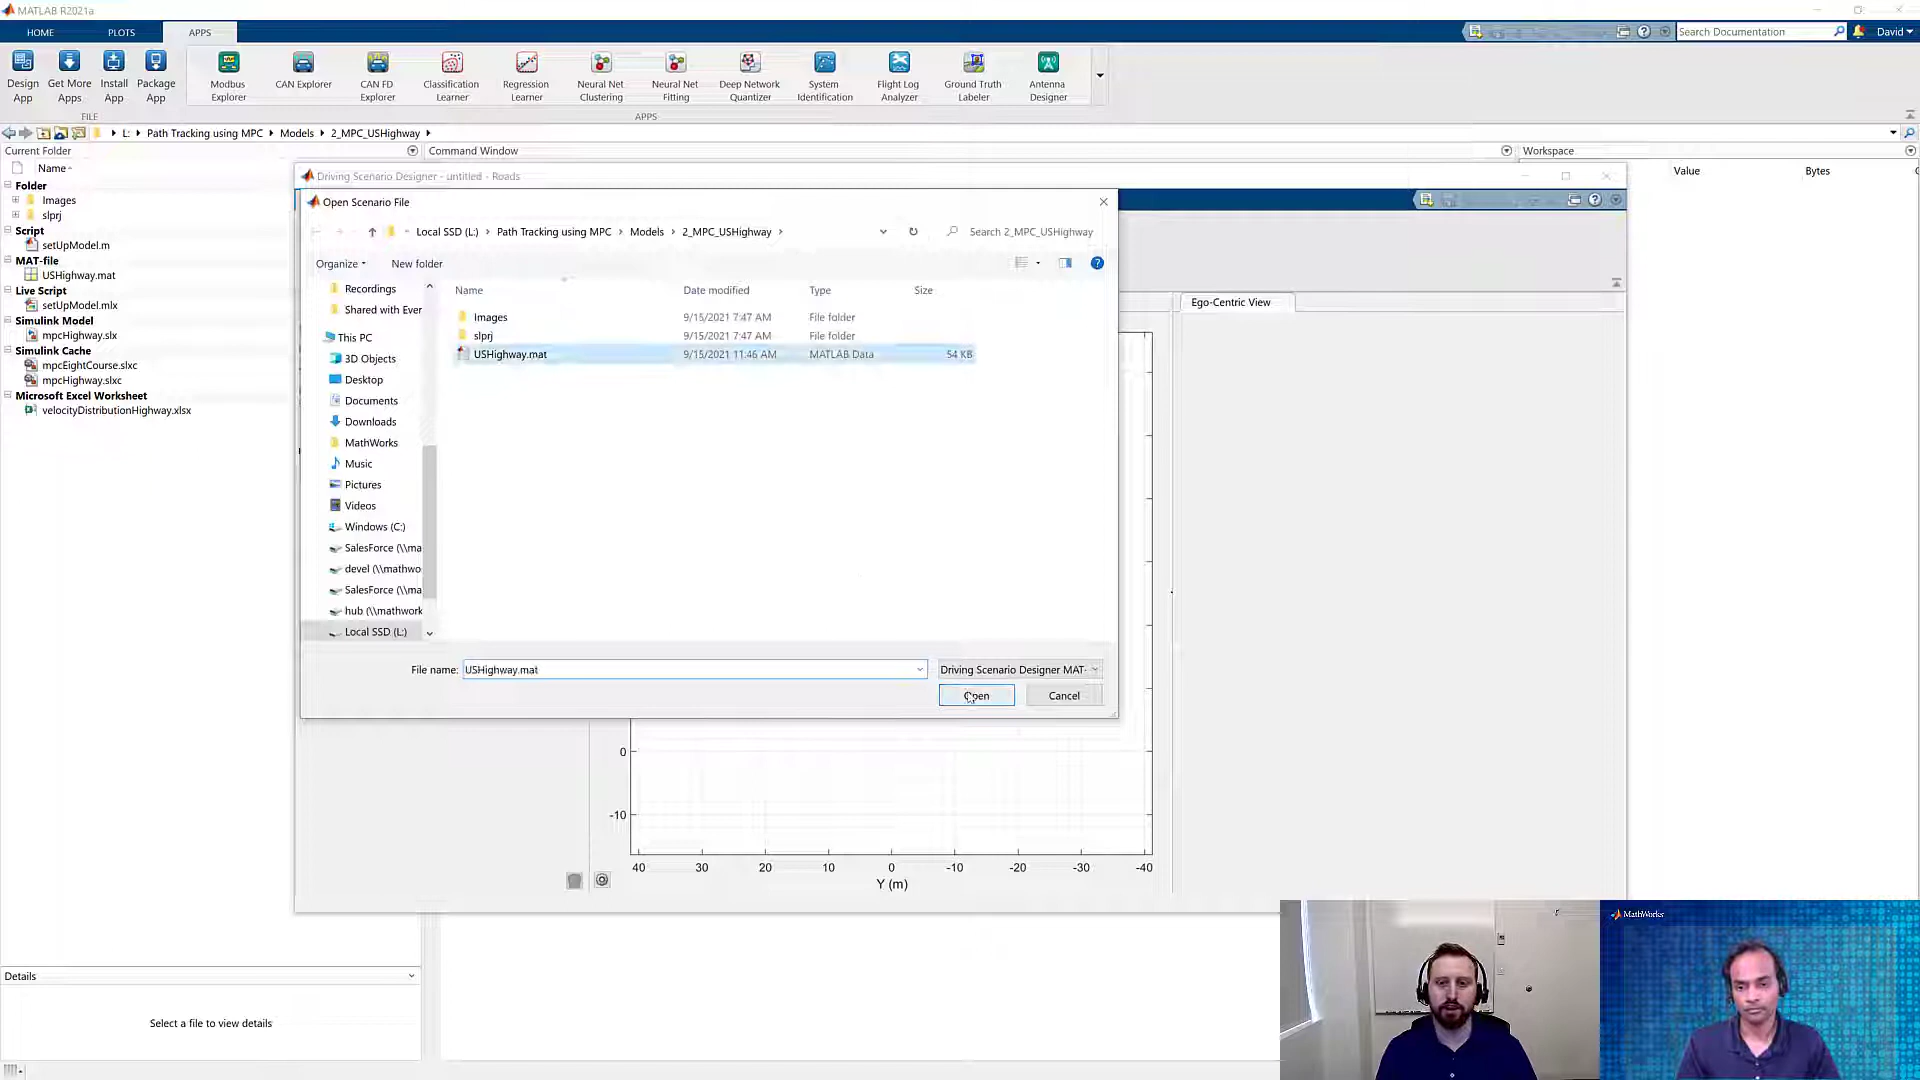 MATLAB R2021a
HOME PLOTS APPS
Search Documentation David
Design App
Get More Apps
Install App
Package App
Modbus Explorer
CAN Explorer
CAN FD Explorer
Classification Learner
Regression Learner
Neural Net Clustering
Neural Net Fitting
Deep Network Quantizer
System Identification
Flight Log Analyzer
Ground Truth Labeler
Antenna Designer
FILE APPS
L: Path Tracking using MPC Models 2_MPC_USHighway
Current Folder
Command Window
Workspace
Name
Value
Bytes
Folder
Images
slprj
Script
setUpModel.m
MAT-file
USHighway.mat
Live Script
setUpModel.mlx
Simulink Model
mpcHighway.slx
Simulink Cache
mpcEightCourse.slxc
mpcHighway.slxc
Microsoft Excel Worksheet
velocityDistributionHighway.xlsx
Details
Select a file to view details
Driving Scenario Designer - untitled - Roads
Open Scenario File
Local SSD (L:) Path Tracking using MPC Models 2_MPC_USHighway
Search 2_MPC_USHighway
Organize New folder
Recordings
Shared with Ever
This PC
3D Objects
Desktop
Documents
Downloads
MathWorks
Music
Pictures
Videos
Windows (C:)
SalesForce (\\ma
devel (\\mathwo
SalesForce (\\ma
hub (\\mathwork
Local SSD (L:)
Name Date modified Type Size
Images 9/15/2021 7:47 AM File folder
slprj 9/15/2021 7:47 AM File folder
USHighway.mat 9/15/2021 11:46 AM MATLAB Data 54 KB
File name: USHighway.mat Driving Scenario Designer MAT-
Open Cancel
Ego-Centric View
0
-10
40 30 20 10 0 -10 -20 -30 -40
Y (m)
MathWorks